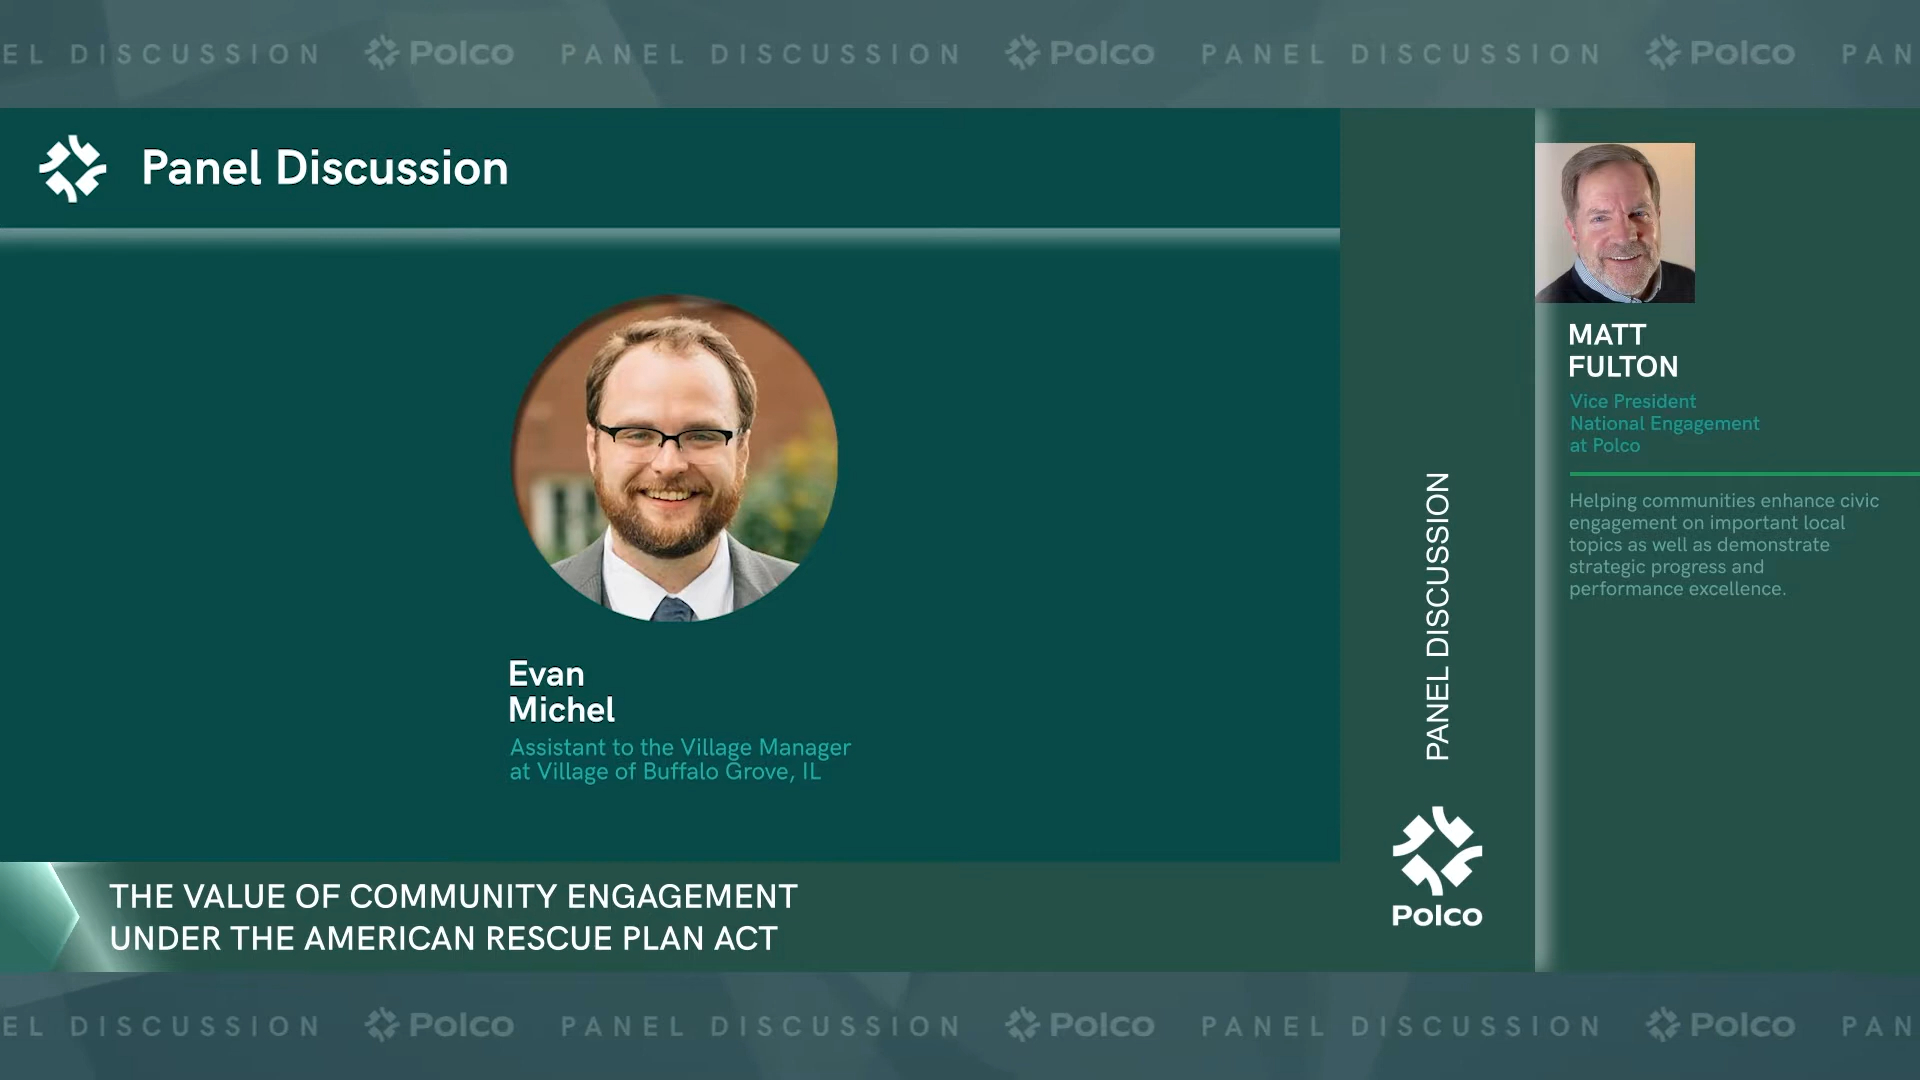 EL DISCUSSION Polco PANEL DISCUSSION Polco PANEL DISCUSSION Polco PAN
Panel Discussion
Evan
Michel
Assistant to the Village Manager
at Village of Buffalo Grove, IL
THE VALUE OF COMMUNITY ENGAGEMENT
UNDER THE AMERICAN RESCUE PLAN ACT
PANEL DISCUSSION
Polco
MATT
FULTON
Vice President
National Engagement
at Polco
Helping communities enhance civic
engagement on important local
topics as well as demonstrate
strategic progress and
performance excellence.
EL DISCUSSION Polco PANEL DISCUSSION Polco PANEL DISCUSSION Polco PAN